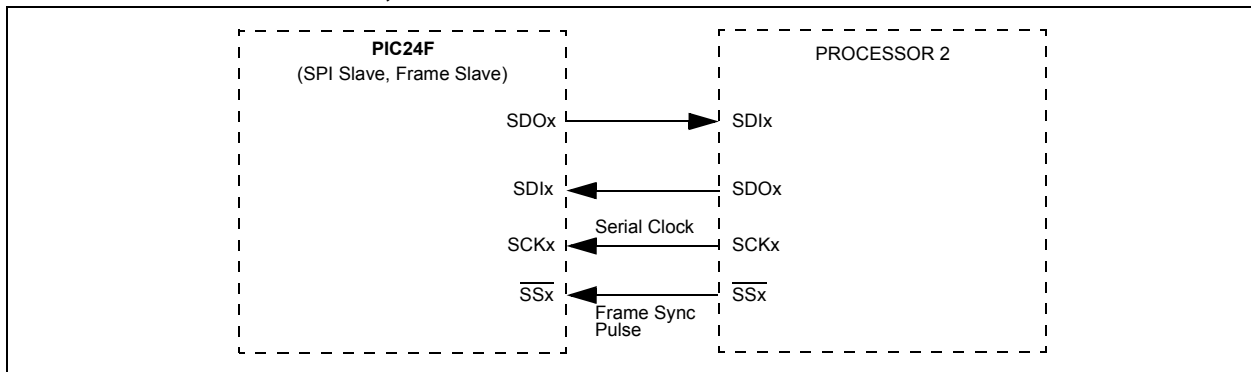 PIC24F
(SPI Slave, Frame Slave)
PROCESSOR 2
SDOx
SDIx
SDIx
SDOx
Serial Clock
SCKx
SCKx
SSx
SSx
Frame Sync
Pulse